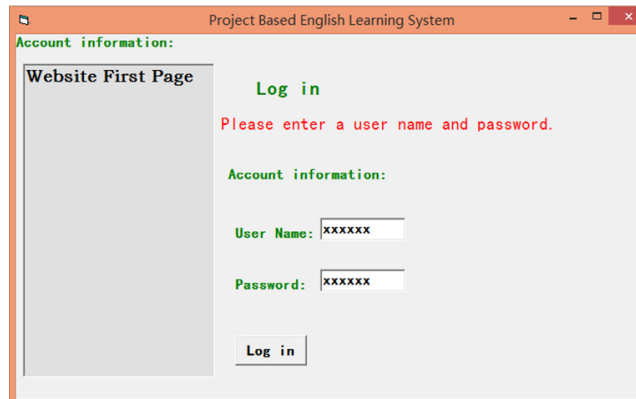 Project Based English Learning System
Account information:
Website First Page
Log in
Please enter a user name and password.
Account information:
User Name: xxxxxx
Password: xxxxxx
Log in